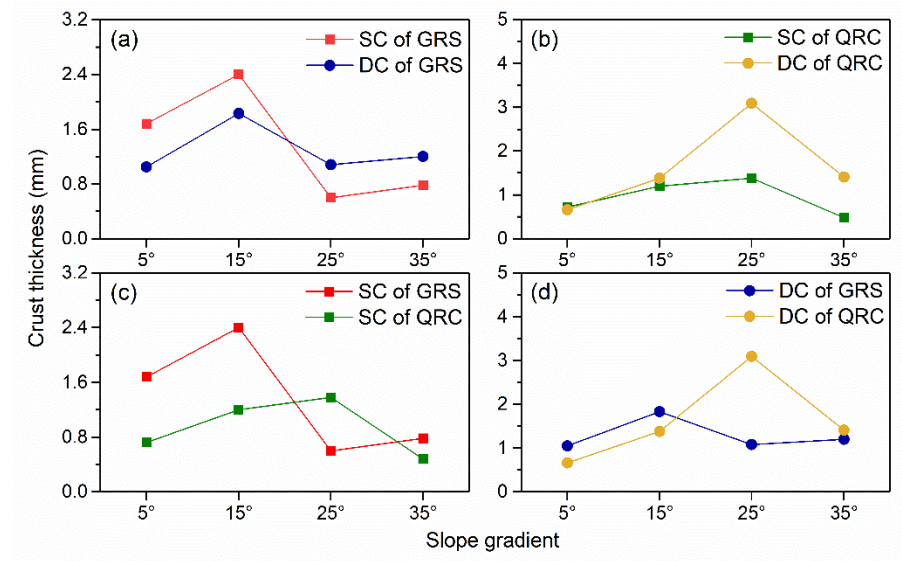 Crust thickness (mm)
(a)
SC of GRS
DC of GRS
3.2
2.4
1.6
0.8
0.0
5° 15° 25° 35°
(b)
SC of QRC
DC of QRC
5
4
3
2
1
0
5° 15° 25° 35°
(c)
SC of GRS
SC of QRC
3.2
2.4
1.6
0.8
0.0
5° 15° 25° 35°
(d)
DC of GRS
DC of QRC
5
4
3
2
1
0
5° 15° 25° 35°
Slope gradient